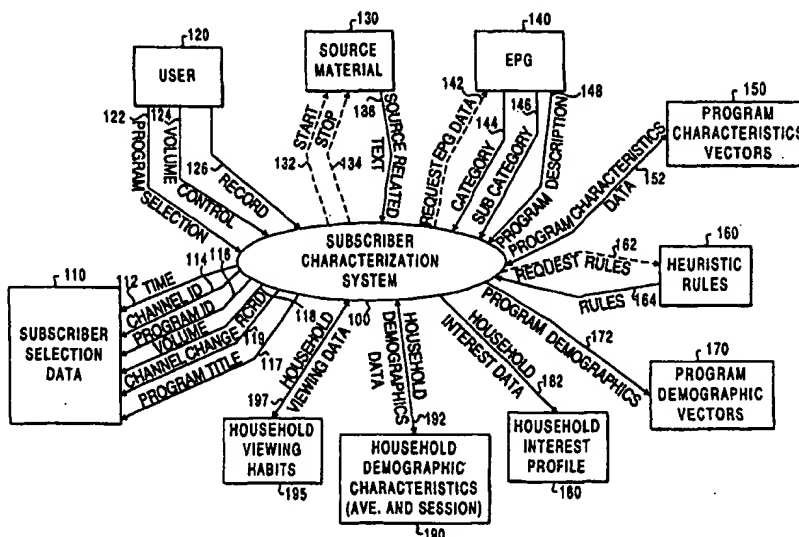 120
USER
122
124
PROGRAM SELECTION
VOLUME CONTROL
126
RECORD
130
SOURCE
MATERIAL
136
START
STOP
132
134
SOURCE RELATED
TEXT
140
EPG
142
144
146
148
REQUEST EPG DATA
CATEGORY
SUB CATEGORY
PROGRAM DESCRIPTION
150
PROGRAM
CHARACTERISTICS
VECTORS
PROGRAM CHARACTERISTICS
DATA
152
SUBSCRIBER
CHARACTERIZATION
SYSTEM
100
160
HEURISTIC
RULES
162
REQUEST RULES
RULES
164
110
SUBSCRIBER
SELECTION
DATA
112
TIME
114
CHANNEL ID
116
PROGRAM ID
VOLUME
RCRD
118
CHANNEL CHANGE
119
PROGRAM TITLE
117
197
HOUSEHOLD
VIEWING DATA
HOUSEHOLD
DEMOGRAPHICS
DATA
192
HOUSEHOLD
INTEREST DATA
182
PROGRAM DEMOGRAPHICS
172
170
PROGRAM
DEMOGRAPHIC
VECTORS
HOUSEHOLD
VIEWING
HABITS
195
HOUSEHOLD
DEMOGRAPHIC
CHARACTERISTICS
(AVE. AND SESSION)
190
HOUSEHOLD
INTEREST
PROFILE
180